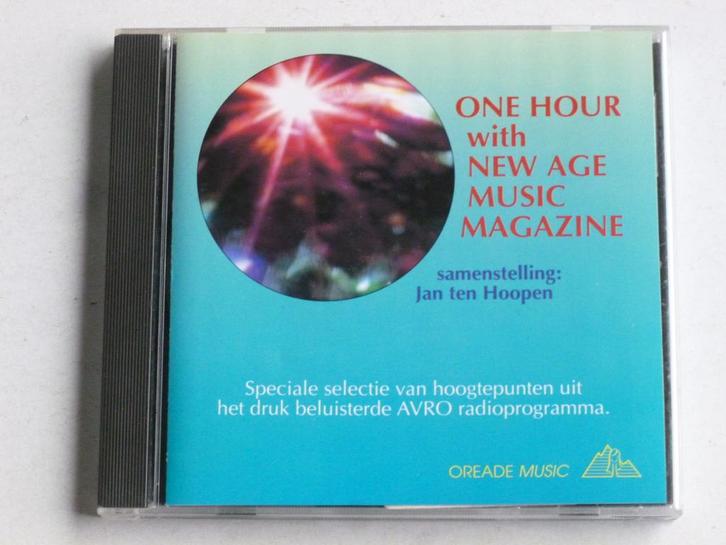 ONE HOUR
with
NEW AGE
MUSIC
MAGAZINE
samenstelling:
Jan ten Hoopen
Speciale selectie van hoogtepunten uit
het druk beluisterde AVRO radioprogramma.
OREADE MUSIC